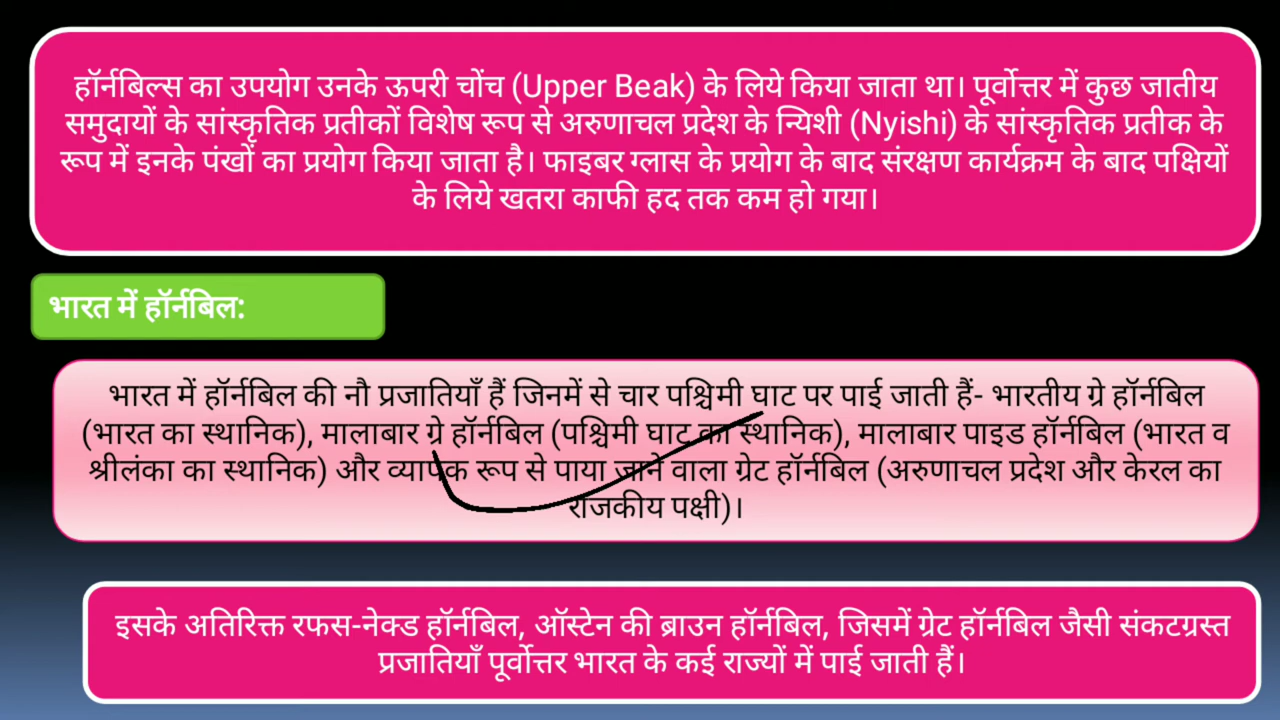 हॉर्नबिल्स का उपयोग उनके ऊपरी चोंच (Upper Beak) के लिये किया जाता था। पूर्वोत्तर में कुछ जातीय
समुदायों के सांस्कृतिक प्रतीकों विशेष रूप से अरुणाचल प्रदेश के न्यिशी (Nyishi) के सांस्कृतिक प्रतीक के
रूप में इनके पंखों का प्रयोग किया जाता है। फाइबर ग्लास के प्रयोग के बाद संरक्षण कार्यक्रम के बाद पक्षियों
के लिये खतरा काफी हद तक कम हो गया।
भारत में हॉर्नबिल:
भारत में हॉर्नबिल की नौ प्रजातियाँ हैं जिनमें से चार पश्चिमी घाट पर पाई जाती हैं- भारतीय ग्रे हॉर्नबिल
(भारत का स्थानिक), मालाबार ग्रे हॉर्नबिल (पश्चिमी घाट का स्थानिक), मालाबार पाइड हॉर्नबिल (भारत व
श्रीलंका का स्थानिक) और व्यापक रूप से पाया जाने वाला ग्रेट हॉर्नबिल (अरुणाचल प्रदेश और केरल का
राजकीय पक्षी)।
इसके अतिरिक्त रफस-नेक्ड हॉर्नबिल, ऑस्टेन की ब्राउन हॉर्नबिल, जिसमें ग्रेट हॉर्नबिल जैसी संकटग्रस्त
प्रजातियाँ पूर्वोत्तर भारत के कई राज्यों में पाई जाती हैं।